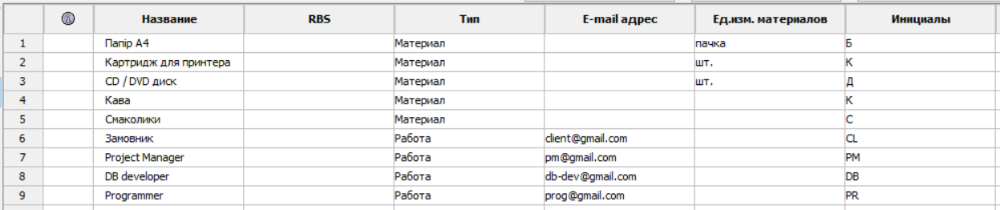 Название RBS Тип E-mail адрес Ед.изм. материалов Инициалы
1 Папір А4 Материал пачка Б
2 Картридж для принтера Материал шт. К
3 CD / DVD диск Материал шт. Д
4 Кава Материал К
5 Смаколики Материал С
6 Замовник Работа client@gmail.com CL
7 Project Manager Работа pm@gmail.com PM
8 DB developer Работа db-dev@gmail.com DB
9 Programmer Работа prog@gmail.com PR